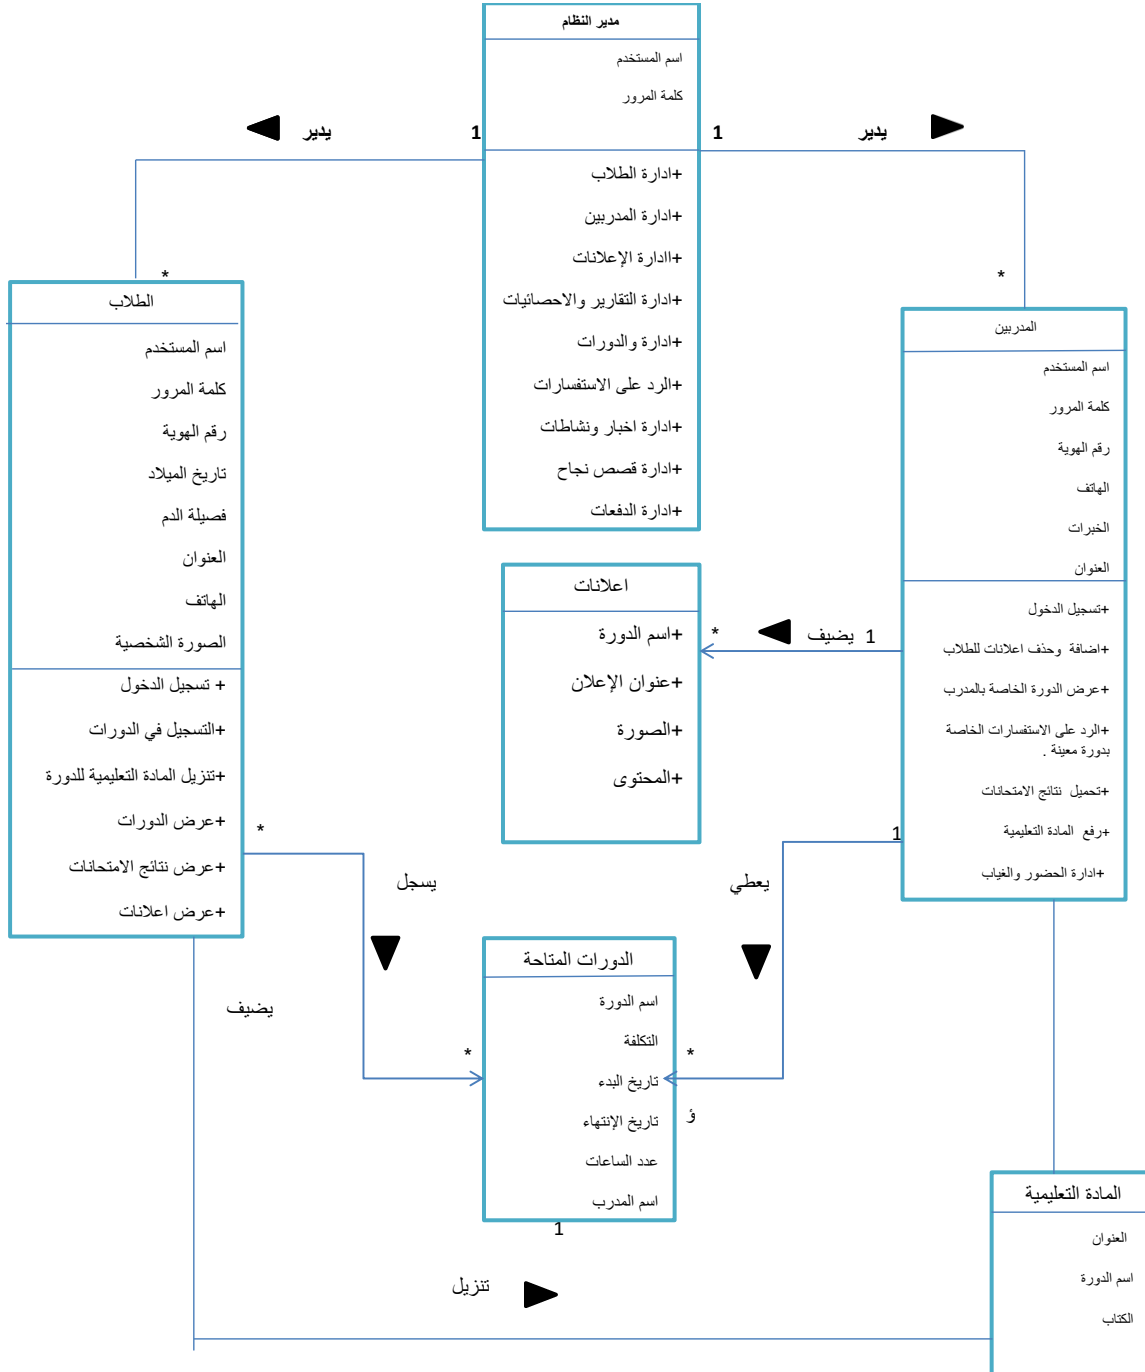 مدير النظام
اسم المستخدم
كلمة المرور
يدير
1
1
يدير
+ادارة الطلاب
+ادارة المدربين
+اادارة الإعلانات
+ادارة التقارير والاحصائيات
+ادارة والدورات
+الرد على الاستفسارات
+ادارة اخبار ونشاطات
+ادارة قصص نجاح
+ادارة الدفعات
*
*
المدربين
اسم المستخدم
كلمة المرور
رقم الهوية
الهاتف
الخبرات
العنوان
+تسجيل الدخول
+اضافة وحذف اعلانات للطلاب
+عرض الدورة الخاصة بالمدرب
+الرد على الاستفسارات الخاصة
بدورة معينة .
+تحميل نتائج الامتحانات
+رفع المادة التعليمية
+ادارة الحضور والغياب
1
يضيف
*
اعلانات
+اسم الدورة
+عنوان الإعلان
+الصورة
+المحتوى
الطلاب
اسم المستخدم
كلمة المرور
رقم الهوية
تاريخ الميلاد
فصيلة الدم
العنوان
الهاتف
الصورة الشخصية
+ تسجيل الدخول
+التسجيل في الدورات
+تنزيل المادة التعليمية للدورة
+عرض الدورات
+عرض نتائج الامتحانات
+عرض اعلانات
1
يعطي
*
يسجل
الدورات المتاحة
اسم الدورة
التكلفة
تاريخ البدء
تاريخ الإنتهاء
عدد الساعات
اسم المدرب
*
*
ؤ
1
يضيف
تنزيل
المادة التعليمية
العنوان
اسم الدورة
الكتاب